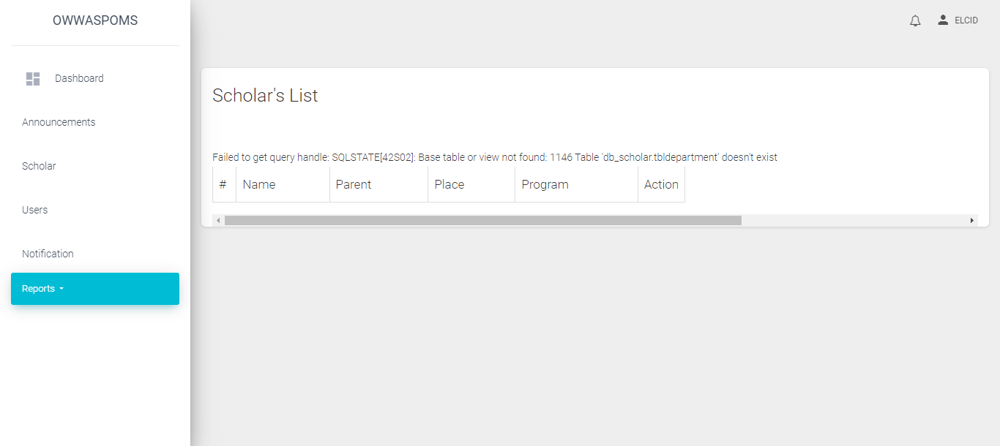 OWWASPOMS
ELCID
Dashboard
Announcements
Scholar
Users
Notification
Reports
Scholar's List
Failed to get query handle: SQLSTATE[42S02]: Base table or view not found: 1146 Table 'db_scholar.tbldepartment' doesn't exist
# Name Parent Place Program Action